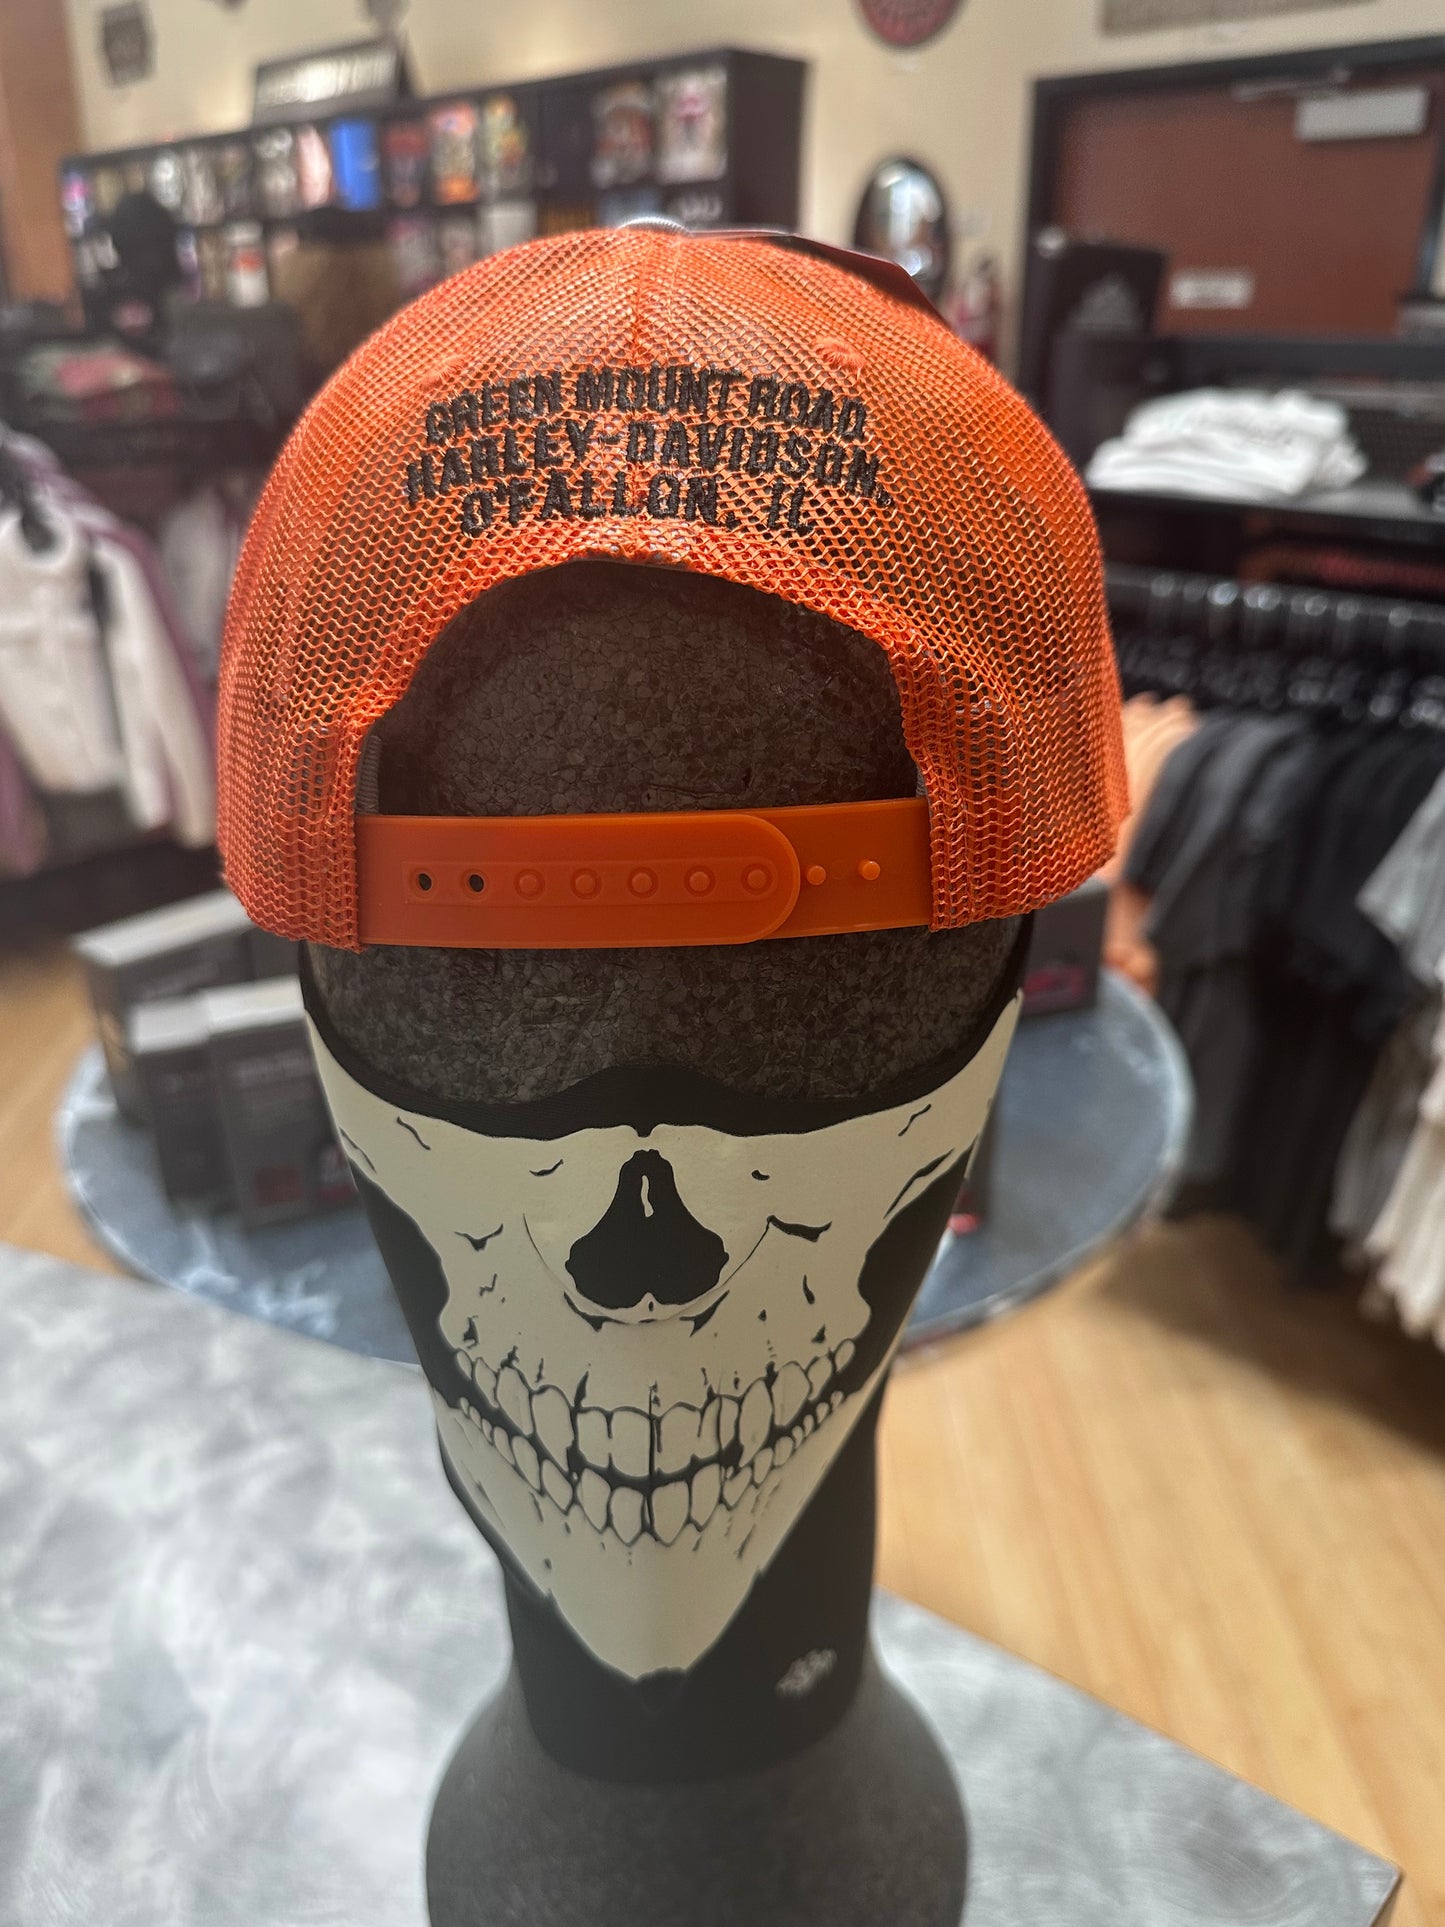 GREEN MOUNT ROAD
HARLEY-DAVIDSON®
O'FALLON, IL